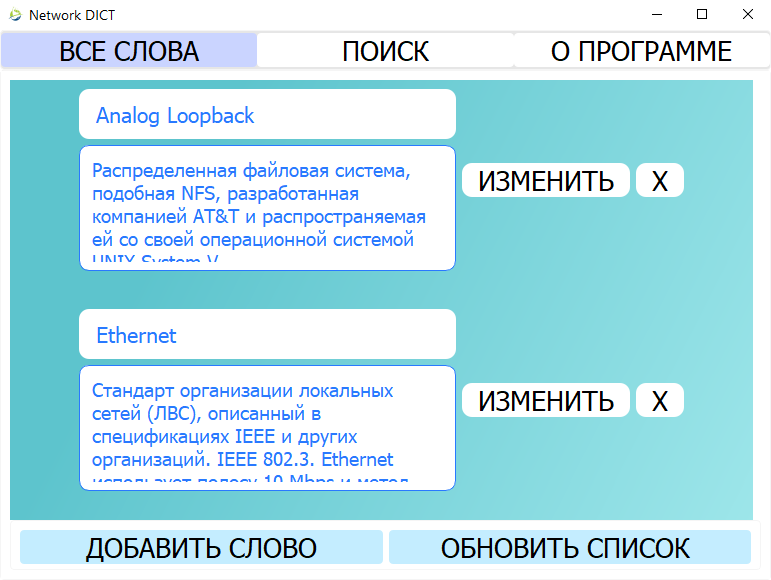 Network DICT
ВСЕ СЛОВА
ПОИСК
О ПРОГРАММЕ
Analog Loopback
Распределенная файловая система,
подобная NFS, разработанная
компанией AT&T и распространяемая
ей со своей операционной системой
UNIX System V
ИЗМЕНИТЬ
X
Ethernet
Стандарт организации локальных
сетей (ЛВС), описанный в
спецификациях IEEE и других
организаций. IEEE 802.3. Ethernet
использует полосу 10 Mbps и метод
ИЗМЕНИТЬ
X
ДОБАВИТЬ СЛОВО
ОБНОВИТЬ СПИСОК